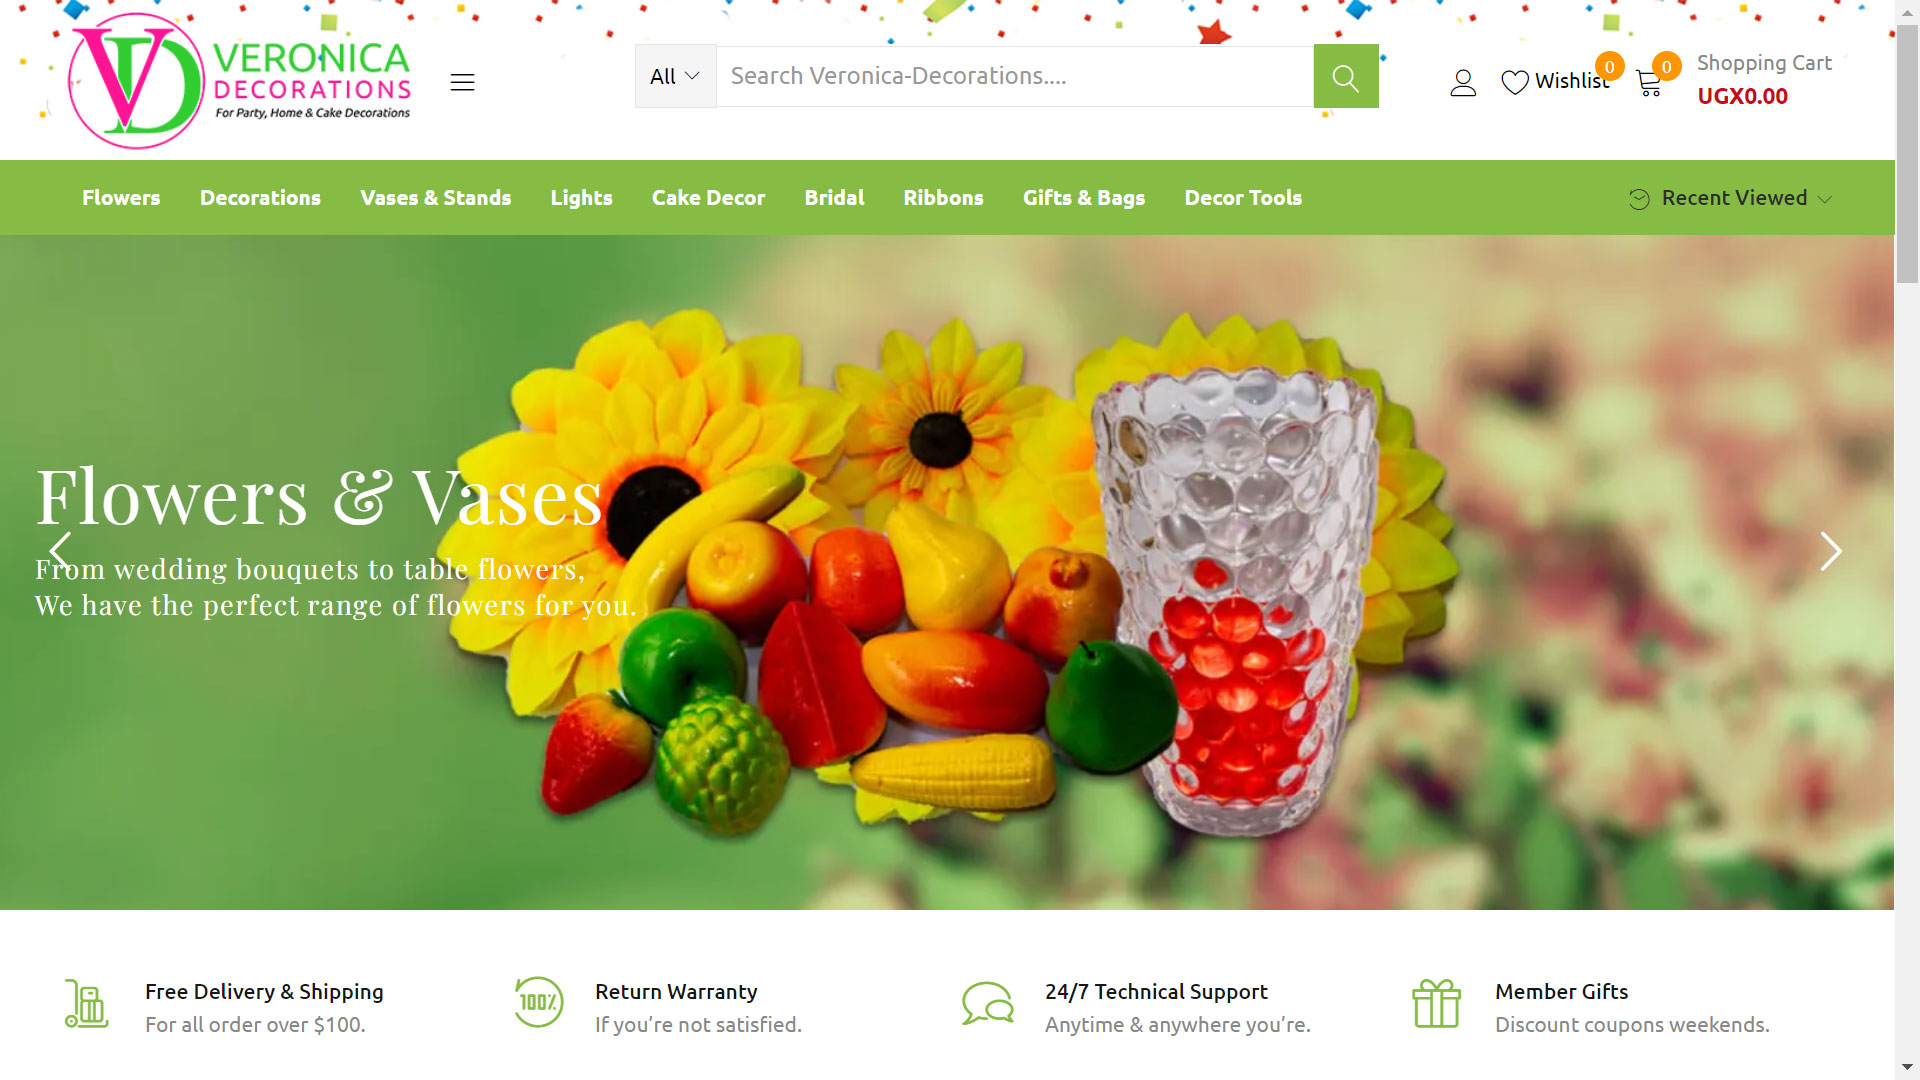 VERONICA
DECORATIONS
For Party, Home & Cake Decorations
All
Search Veronica-Decorations....
Wishlist
0
0
Shopping Cart
UGX0.00
Flowers
Decorations
Vases & Stands
Lights
Cake Decor
Bridal
Ribbons
Gifts & Bags
Decor Tools
Recent Viewed
Flowers & Vases
From wedding bouquets to table flowers,
We have the perfect range of flowers for you.
Free Delivery & Shipping
For all order over $100.
100%
Return Warranty
If you’re not satisfied.
24/7 Technical Support
Anytime & anywhere you’re.
Member Gifts
Discount coupons weekends.